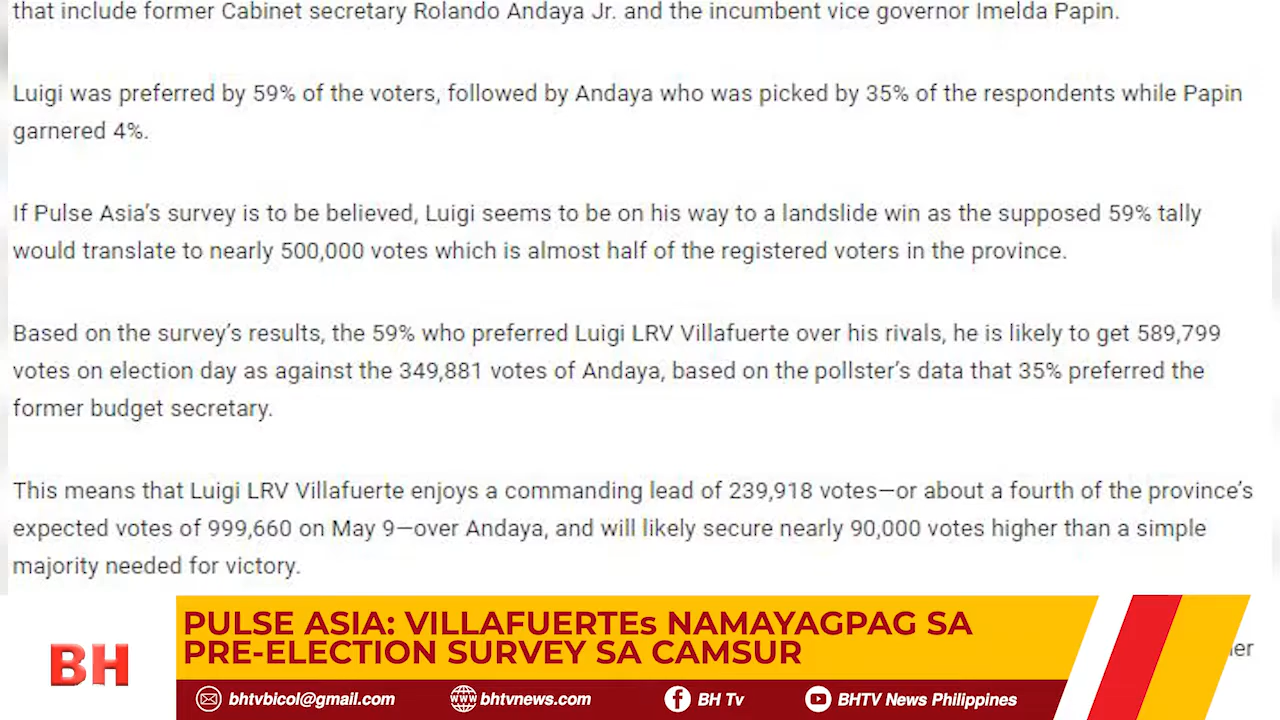 that include former Cabinet secretary Rolando Andaya Jr. and the incumbent vice governor Imelda Papin.
Luigi was preferred by 59% of the voters, followed by Andaya who was picked by 35% of the respondents while Papin
garnered 4%.
If Pulse Asia's survey is to be believed, Luigi seems to be on his way to a landslide win as the supposed 59% tally
would translate to nearly 500,000 votes which is almost half of the registered voters in the province.
Based on the survey's results, the 59% who preferred Luigi LRV Villafuerte over his rivals, he is likely to get 589,799
votes on election day as against the 349,881 votes of Andaya, based on the pollster's data that 35% preferred the
former budget secretary.
This means that Luigi LRV Villafuerte enjoys a commanding lead of 239,918 votes—or about a fourth of the province's
expected votes of 999,660 on May 9—over Andaya, and will likely secure nearly 90,000 votes higher than a simple
majority needed for victory.
PULSE ASIA: VILLAFUERTEs NAMAYAGPAG SA
PRE-ELECTION SURVEY SA CAMSUR
BH
bhtvbicol@gmail.com bhtvnews.com BH Tv BHTV News Philippines